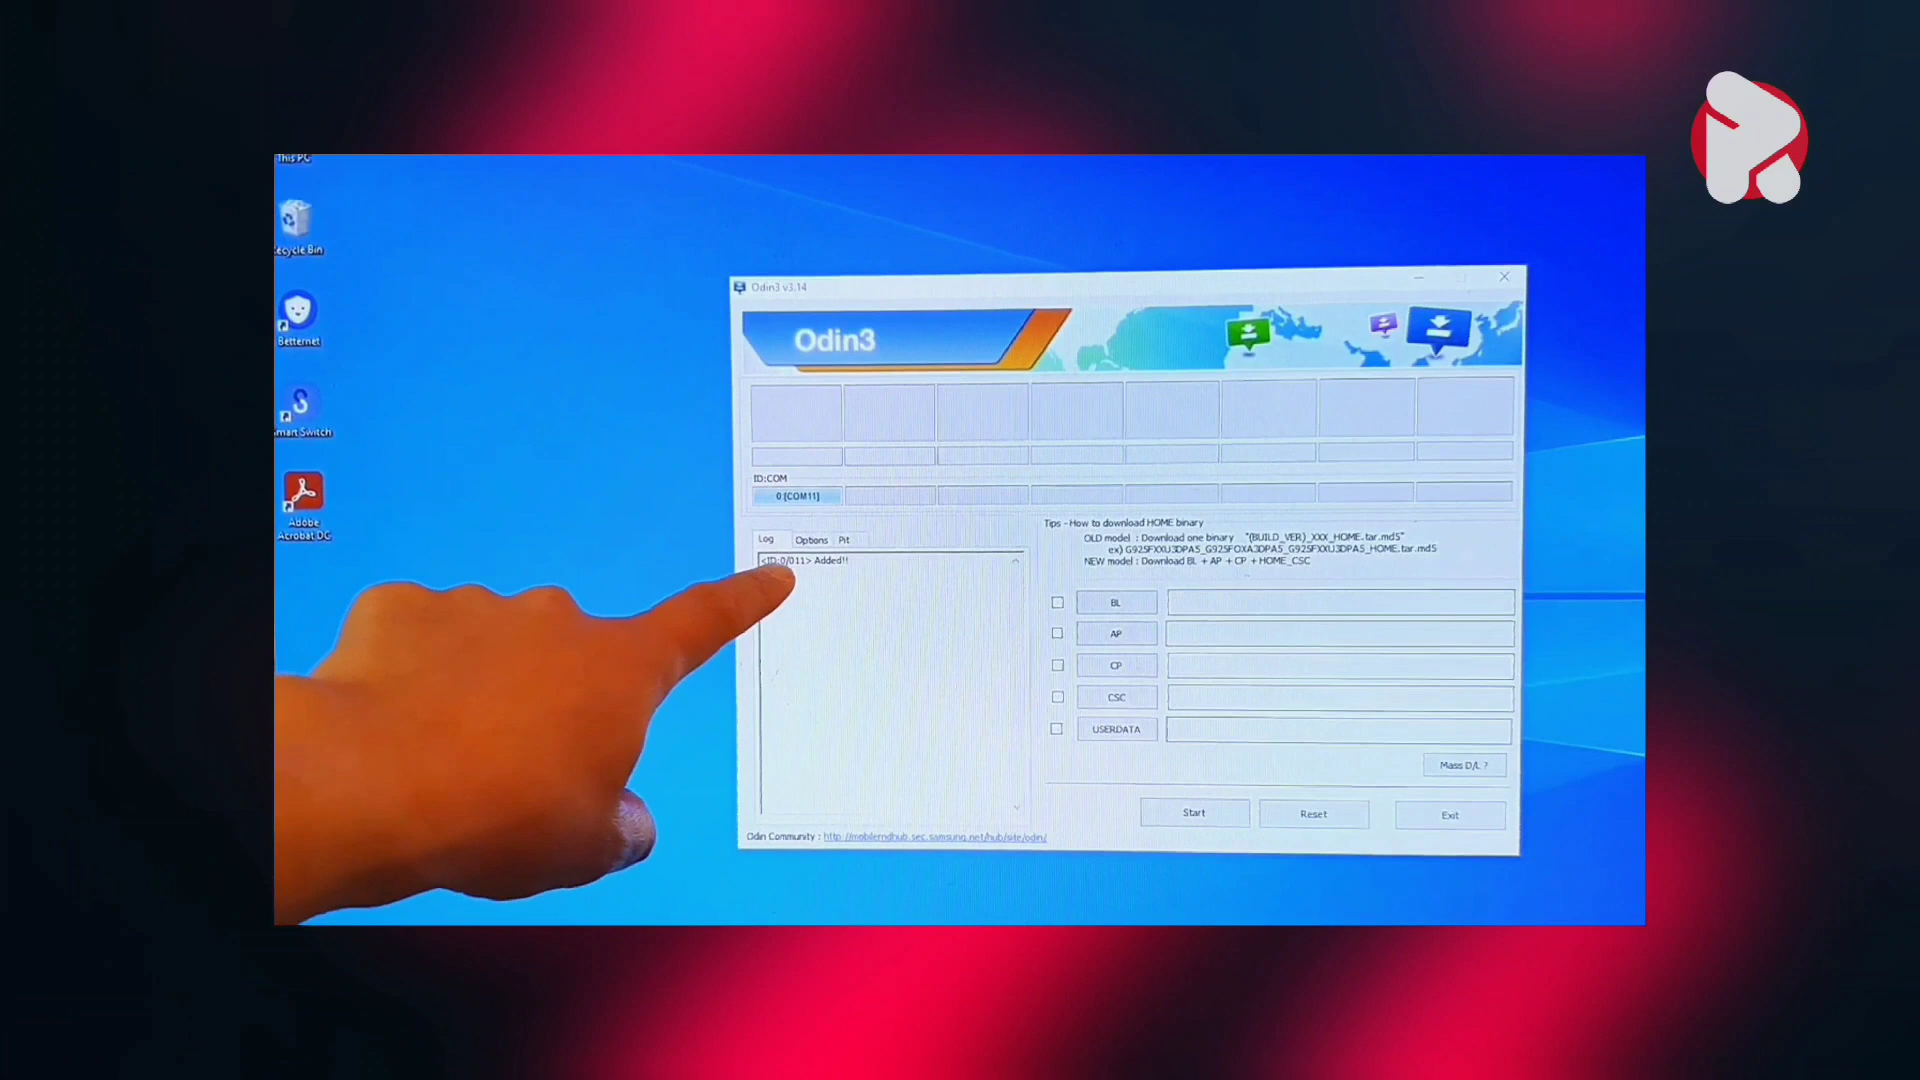 This PC
Recycle Bin
Betternet
Smart Switch
Adobe
Acrobat DC
Odin3 v3.14
Odin3
ID:COM
0 [COM11]
Log
Options
Pit
<ID:0/011> Added!!
Tips - How to download HOME binary
OLD model : Download one binary "(BUILD_VER)_XXX_HOME.tar.md5"
ex) G925FXXU3DPA5_G925FOXA3DPA5_G925FXXU3DPA5_HOME.tar.md5
NEW model : Download BL + AP + CP + HOME_CSC
BL
AP
CP
CSC
USERDATA
Mass D/L ?
Start
Reset
Exit
Odin Community : http://mobilerndhub.sec.samsung.net/hub/site/odin/